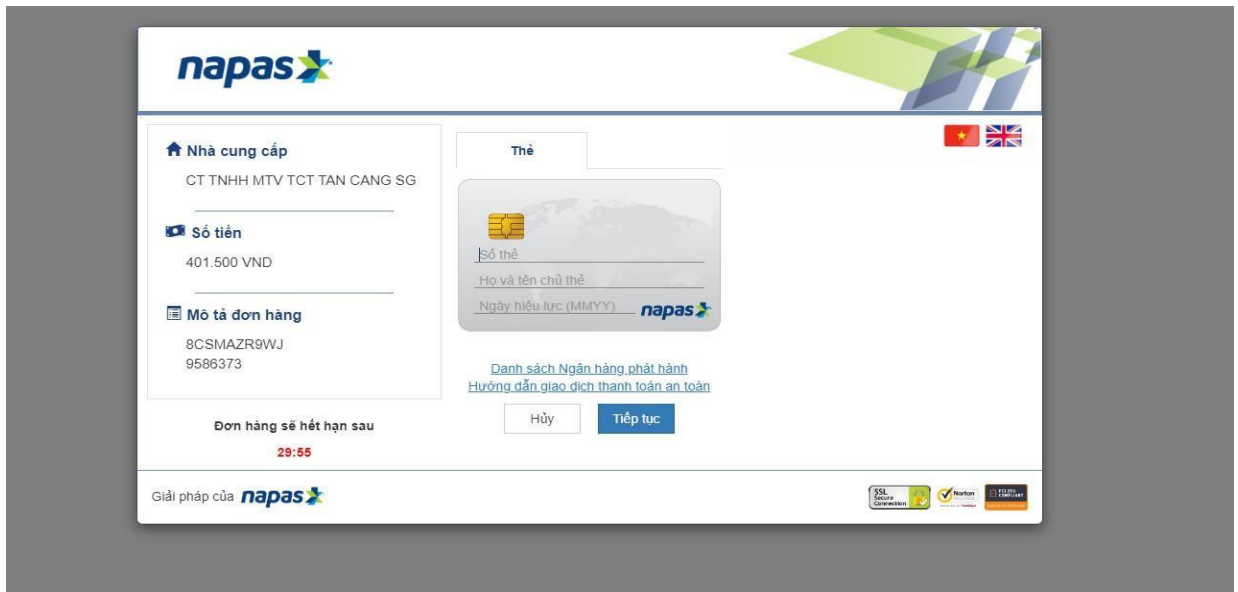 napas
Nhà cung cấp
CT TNHH MTV TCT TAN CANG SG
Số tiền
401.500 VND
Mô tả đơn hàng
8CSMAZR9WJ
9586373
Đơn hàng sẽ hết hạn sau
29:55
Thẻ
Số thẻ
Họ và tên chủ thẻ
Ngày hiệu lực (MMYY)
napas
Danh sách Ngân hàng phát hành
Hướng dẫn giao dịch thanh toán an toàn
Hủy
Tiếp tục
Giải pháp của napas
SSL
Secure
Connection
Norton
PCI DSS
COMPLIANT